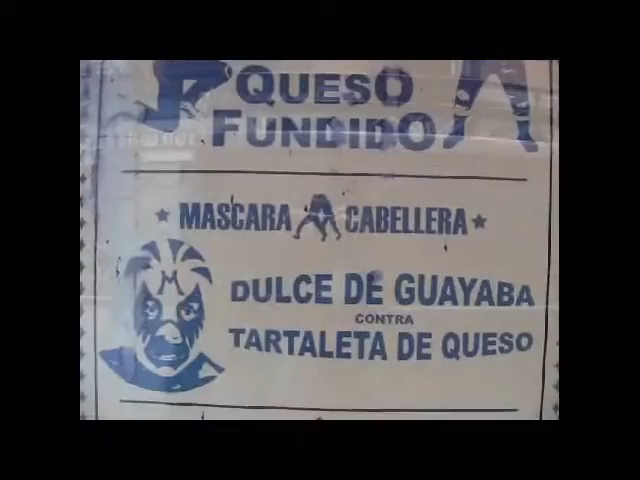 QUESO
FUNDIDO
MASCARA CABELLERA
M
DULCE DE GUAYABA
CONTRA
TARTALETA DE QUESO